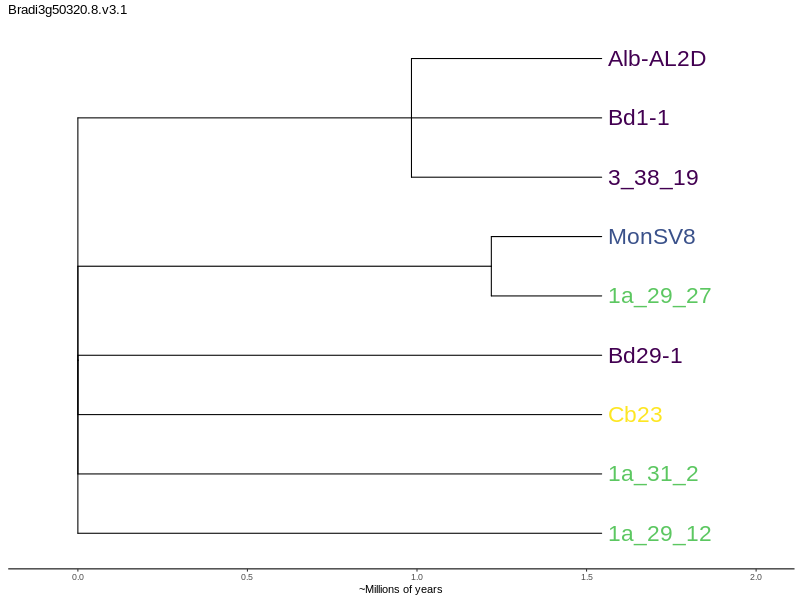 Bradi3g50320.8.v3.1
Alb-AL2D
Bd1-1
3_38_19
MonSV8
1a_29_27
Bd29-1
Cb23
1a_31_2
1a_29_12
0.0 0.5 1.0 1.5 2.0
~Millions of years